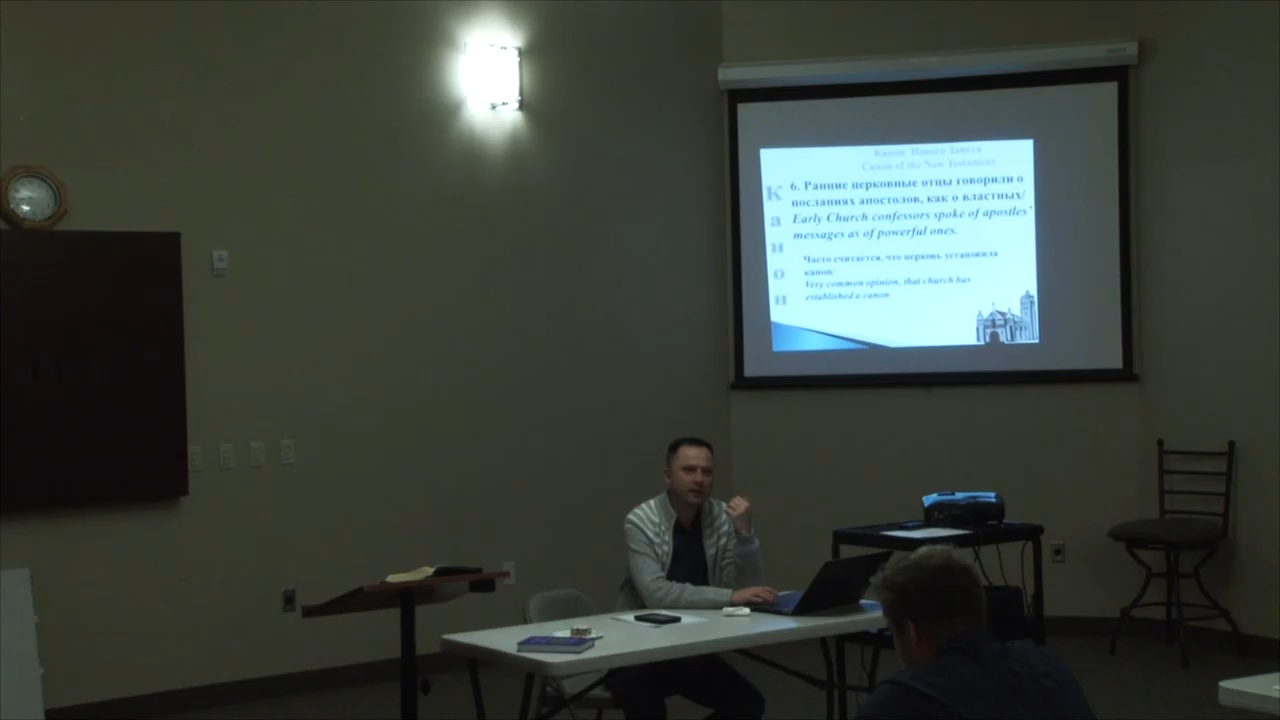 Канон Нового Завета
Canon of the New Testament
Канон
6. Ранние церковные отцы говорили о
посланиях апостолов, как о властных/
Early Church confessors spoke of apostles'
messages as of powerful ones.
Часто считается, что церковь установила
канон/
Very common opinion, that church has
established a canon